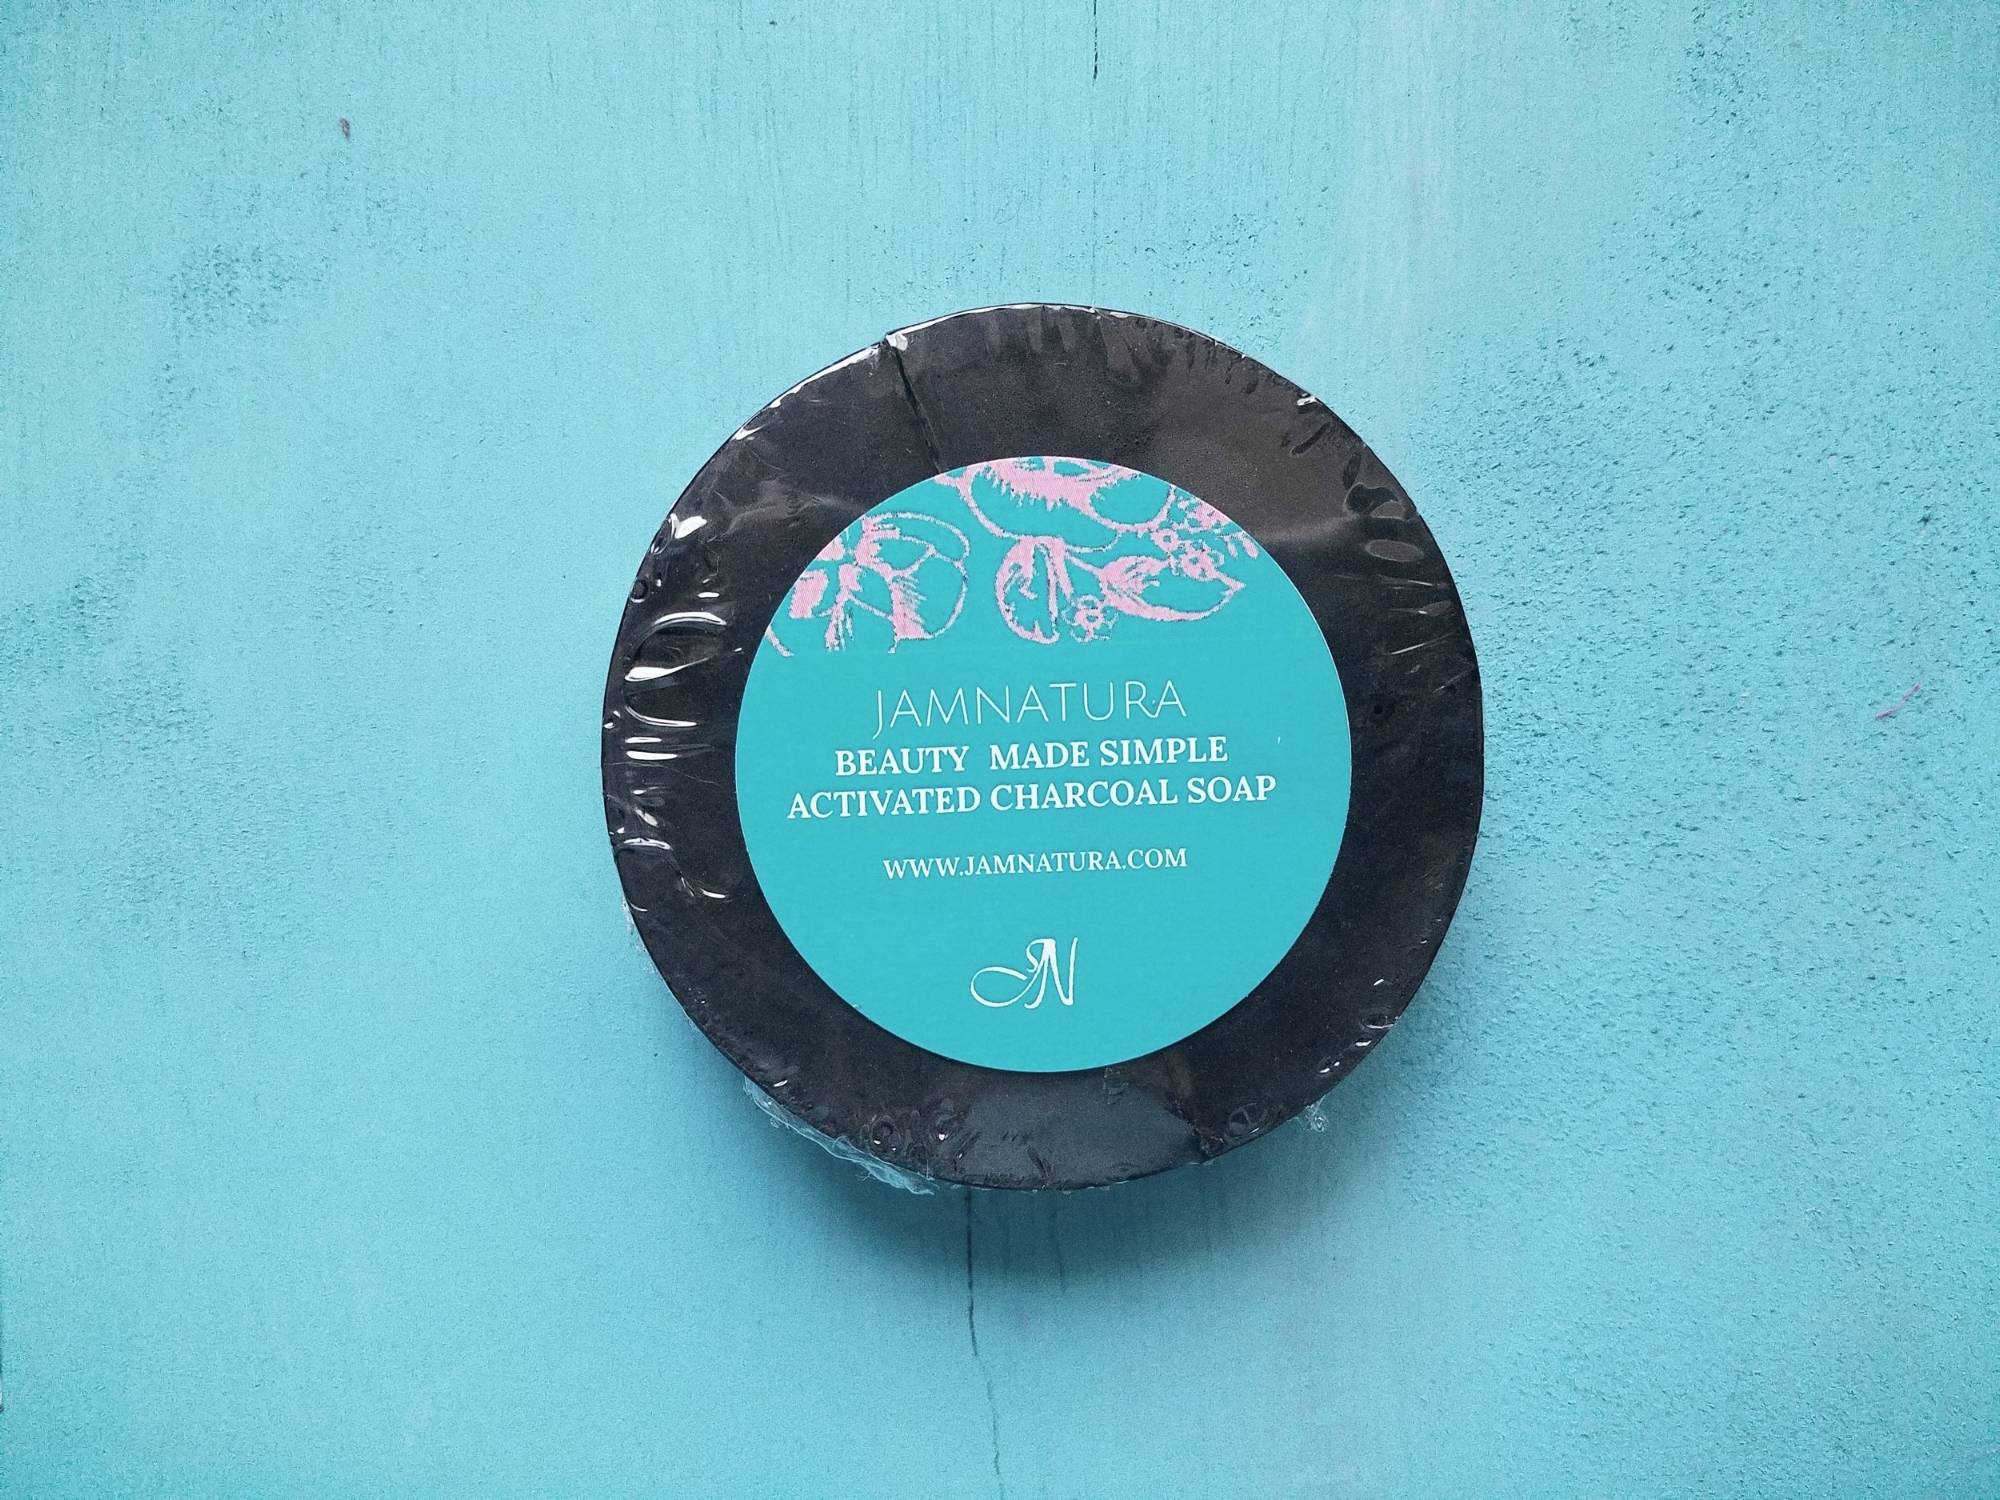 JAMNATURA
BEAUTY MADE SIMPLE
ACTIVATED CHARCOAL SOAP
WWW.JAMNATURA.COM
JN